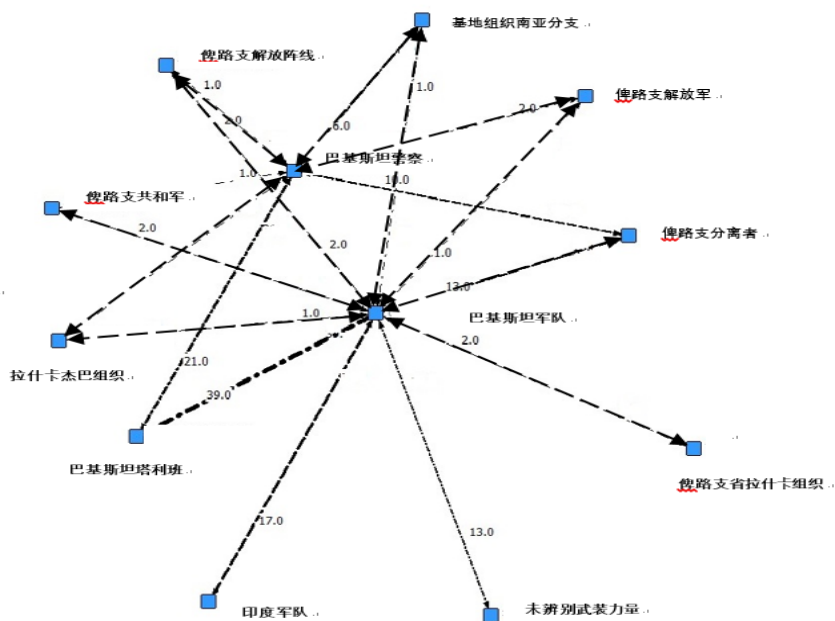 基地组织南亚分支
俾路支解放阵线
1.0
1.0
俾路支解放军
2.0
6.0
2.0
巴基斯坦警察
1.0
10.0
俾路支共和军
2.0
2.0
1.0
俾路支分离者
13.0
1.0
巴基斯坦军队
2.0
拉什卡杰巴组织
21.0
39.0
巴基斯坦塔利班
俾路支省拉什卡组织
17.0
13.0
印度军队
未辨别武装力量